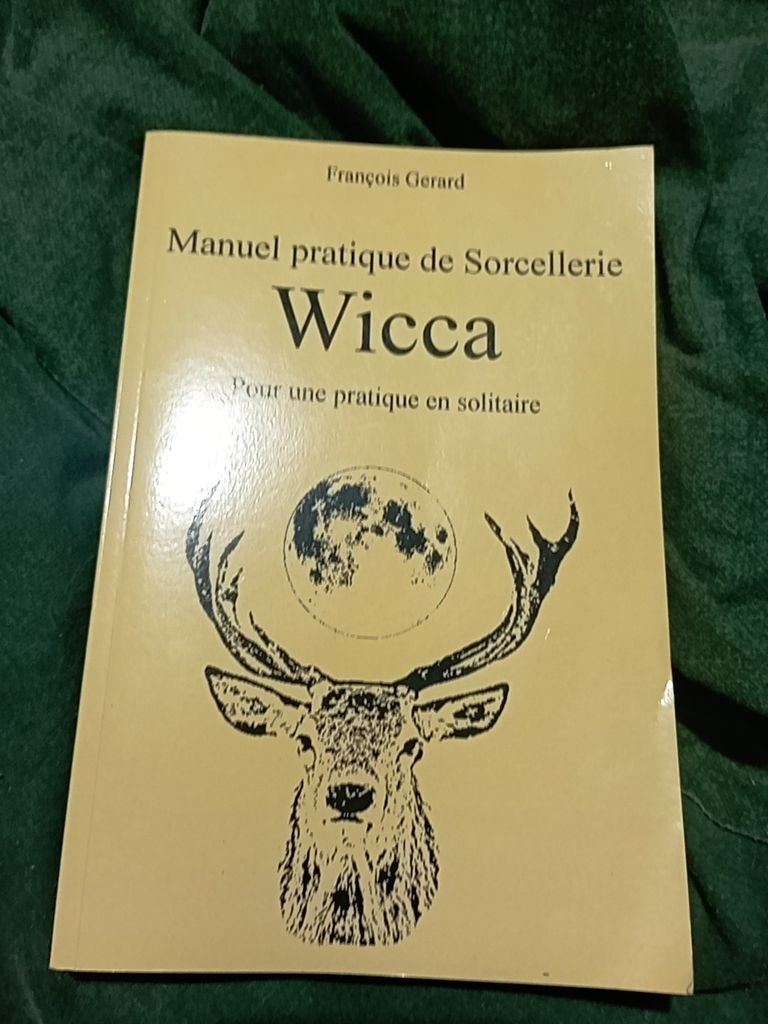 François Gerard
Manuel pratique de Sorcellerie
Wicca
Pour une pratique en solitaire